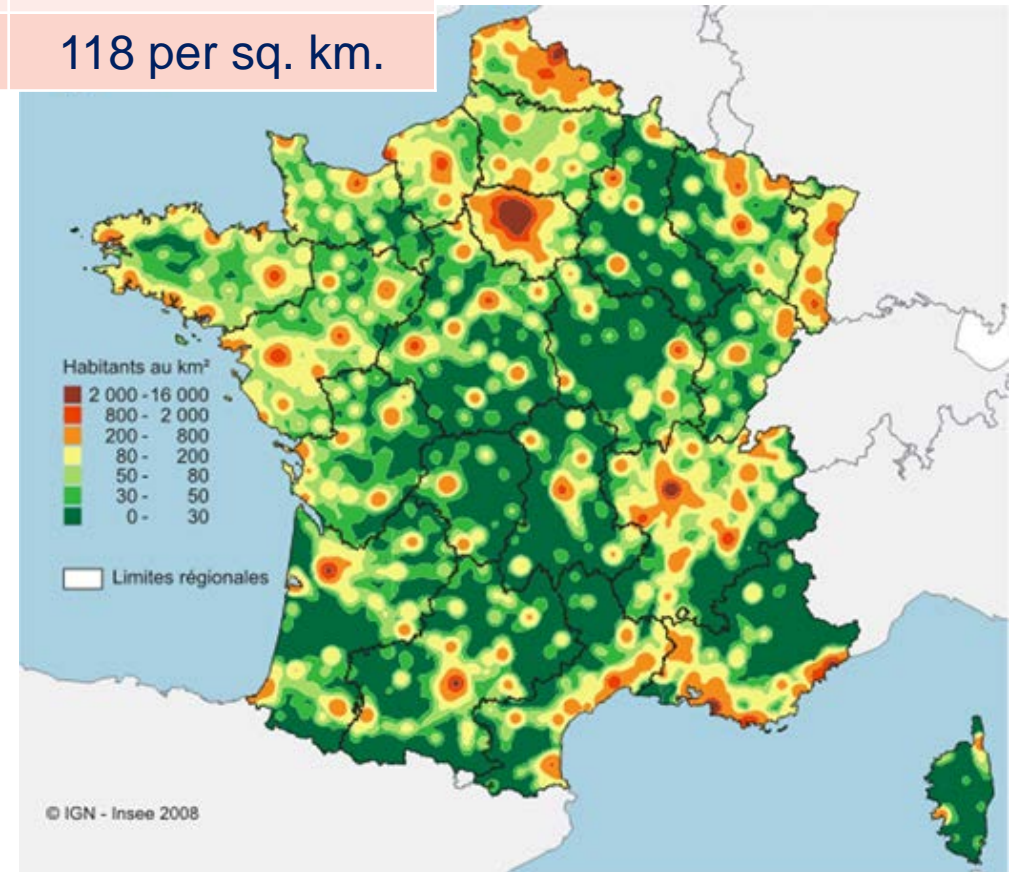 118 per sq. km.
Habitants au km²
2 000 - 16 000
800 - 2 000
200 - 800
80 - 200
50 - 80
30 - 50
0 - 30
Limites régionales
© IGN - Insee 2008